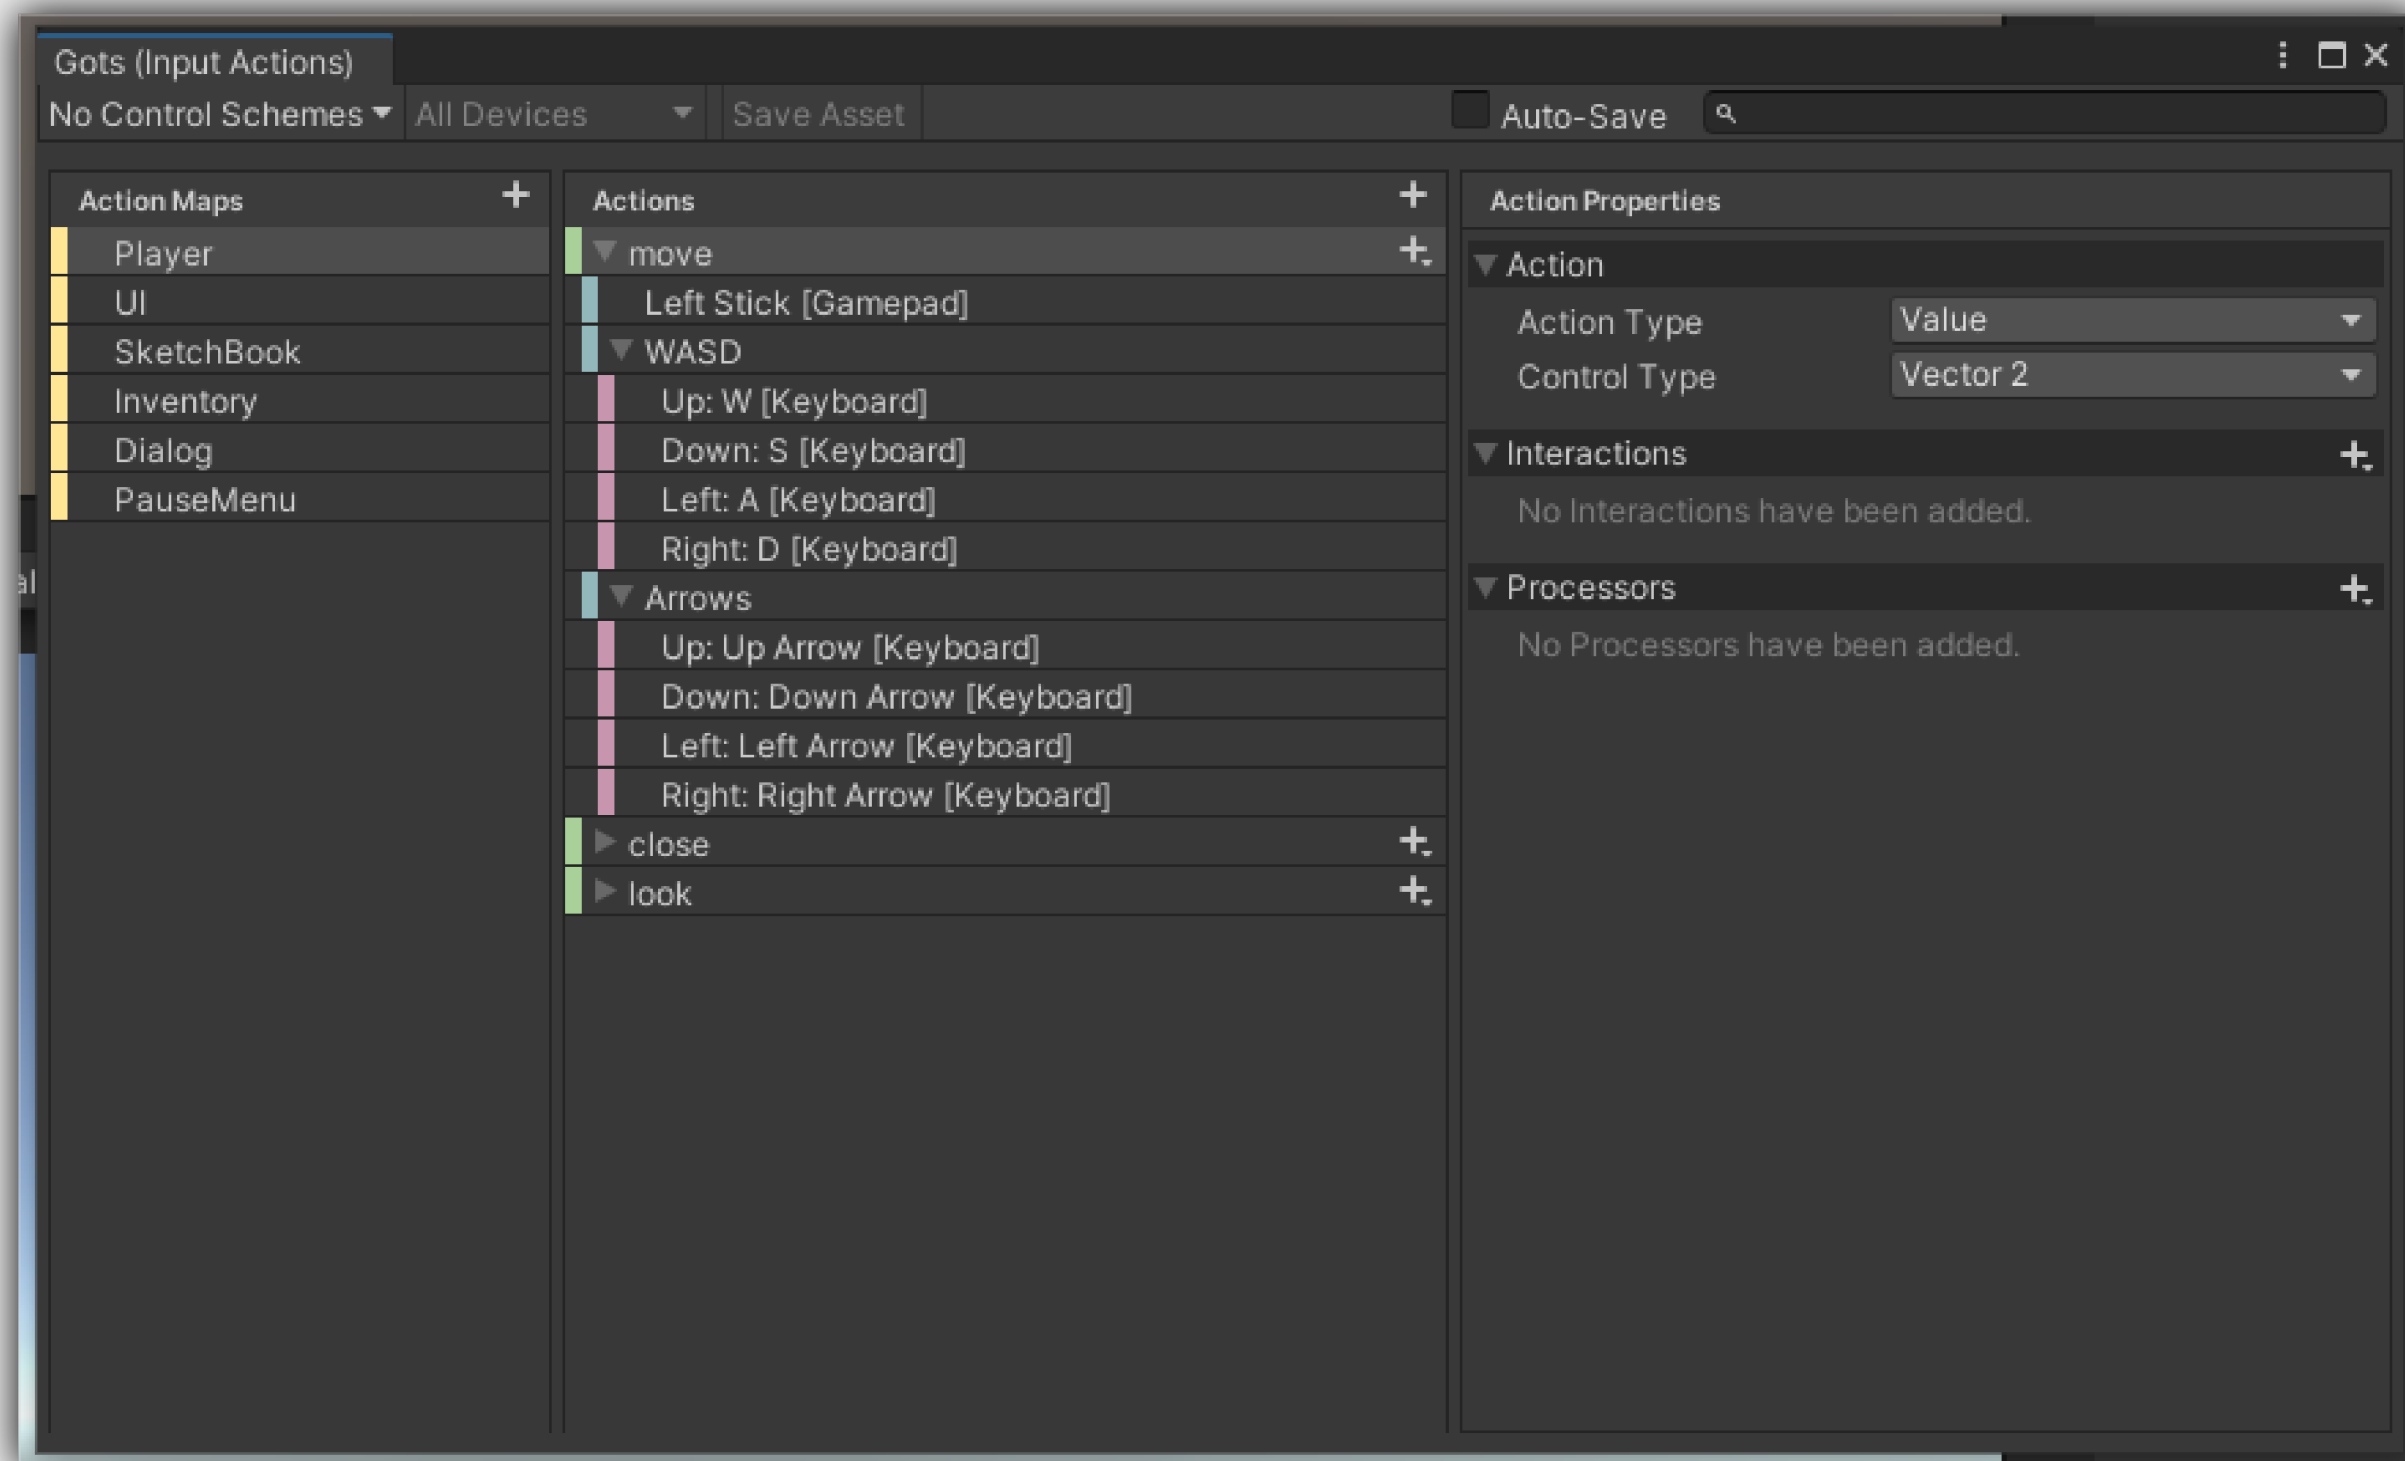 Gots (Input Actions)
No Control Schemes All Devices Save Asset Auto-Save
Action Maps
Player
UI
SketchBook
Inventory
Dialog
PauseMenu
Actions
move
Left Stick [Gamepad]
WASD
Up: W [Keyboard]
Down: S [Keyboard]
Left: A [Keyboard]
Right: D [Keyboard]
Arrows
Up: Up Arrow [Keyboard]
Down: Down Arrow [Keyboard]
Left: Left Arrow [Keyboard]
Right: Right Arrow [Keyboard]
close
look
Action Properties
Action
Action Type Value
Control Type Vector 2
Interactions
No Interactions have been added.
Processors
No Processors have been added.